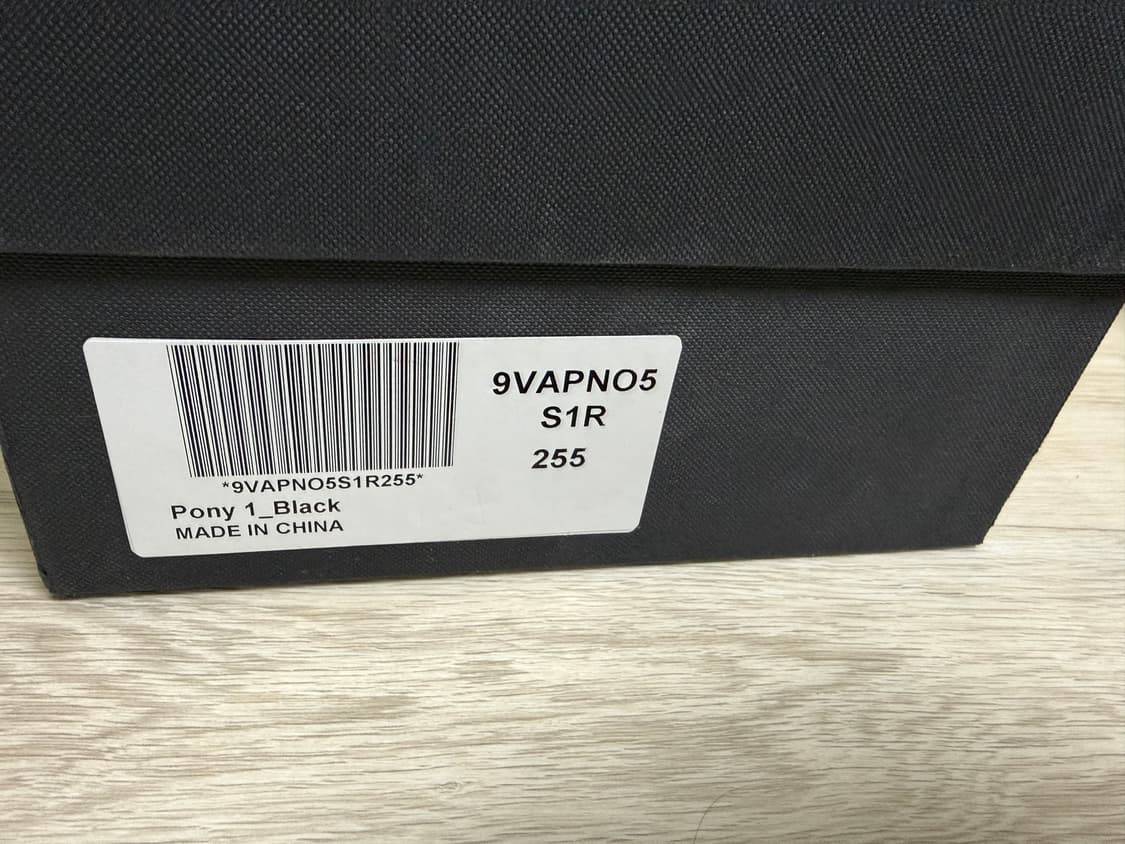 9VAPNO5
S1R
255
*9VAPNO5S1R255*
Pony 1_Black
MADE IN CHINA